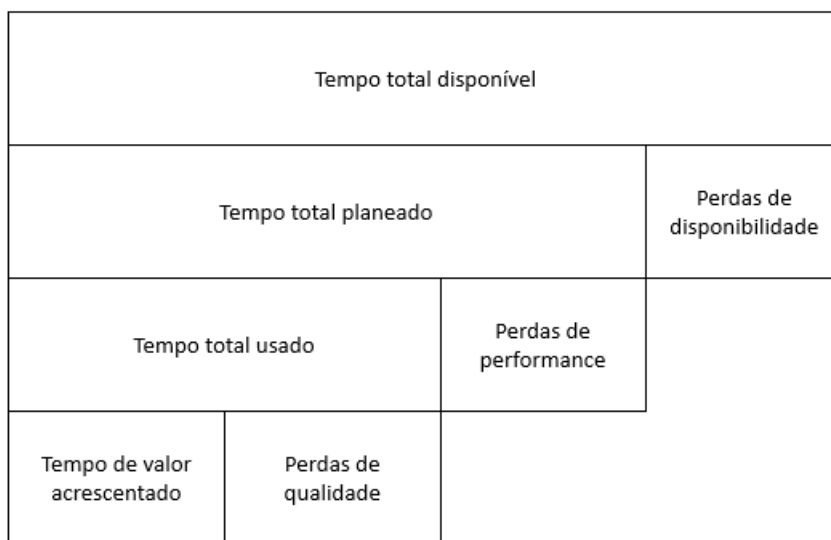 Tempo total disponível
Tempo total planeado
Perdas de
disponibilidade
Tempo total usado
Perdas de
performance
Tempo de valor
acrescentado
Perdas de
qualidade